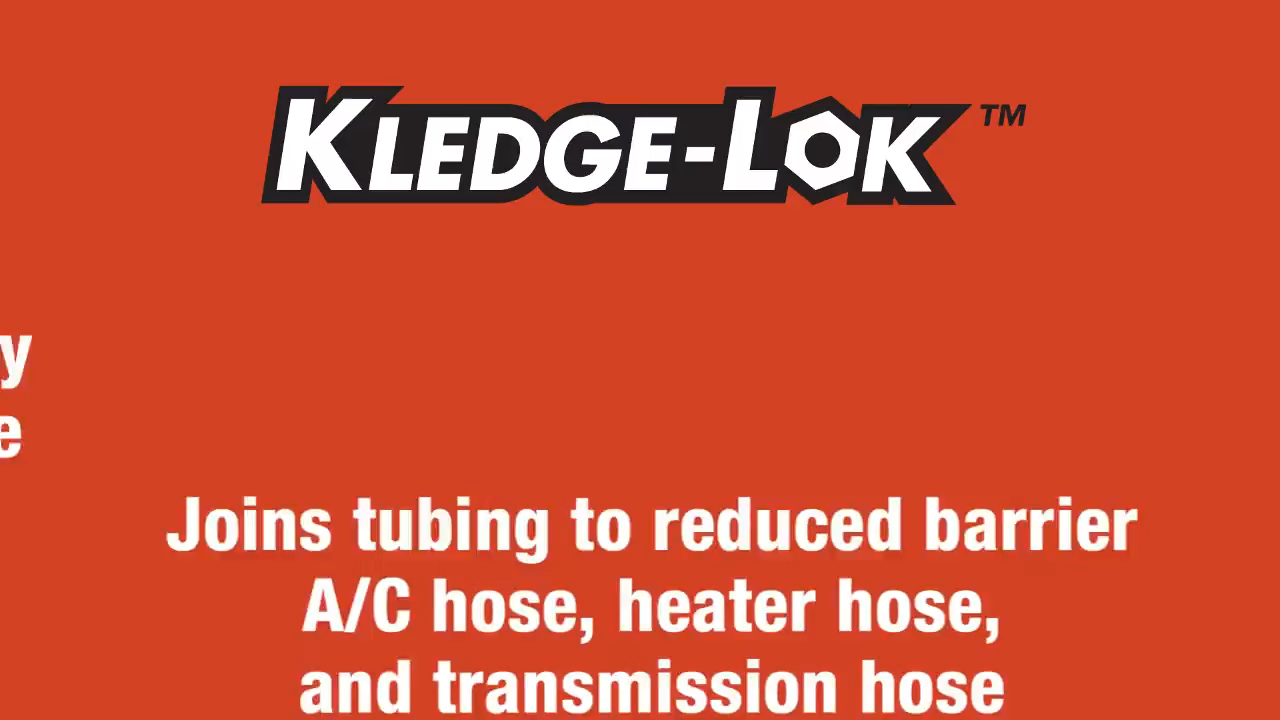 KLEDGE-LOK™
y
e
Joins tubing to reduced barrier
A/C hose, heater hose,
and transmission hose